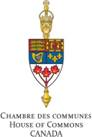 CHAMBRE DES COMMUNES
HOUSE OF COMMONS
CANADA